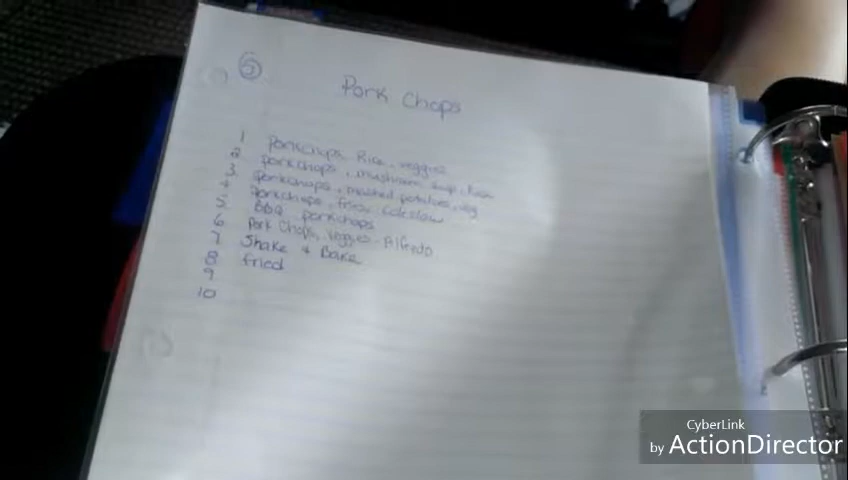 5
Pork Chops
1 Porkchops Rice, veggies
2 porkchops, mushroom soup, Rice
3 porkchops, mashed potatoes, veg
4 Porkchops, fries, coleslaw
5 BBQ porkchops
6 Pork Chops, veggies Alfredo
7 Shake + Bake
8 fried
9
10
CyberLink
by ActionDirector